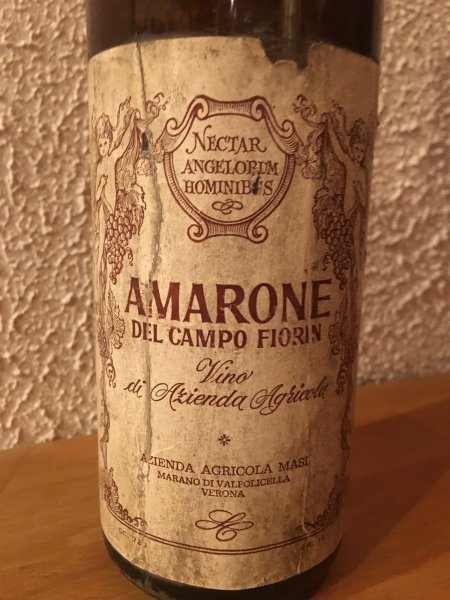 NECTAR
ANGELORUM
HOMINIBUS
AMARONE
DEL CAMPO FIORIN
Vino
di Azienda Agricola
AZIENDA AGRICOLA MASI
MARANO DI VALPOLICELLA
VERONA